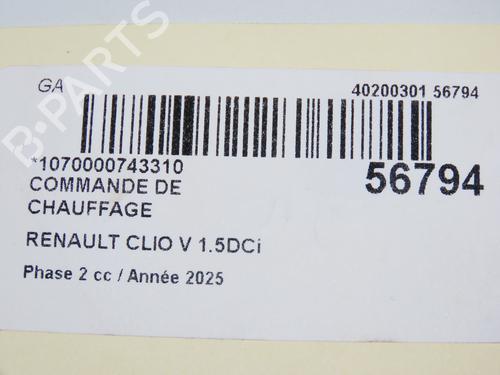 GA
40200301 56794
*1070000743310
56794
COMMANDE DE
CHAUFFAGE
RENAULT CLIO V 1.5DCi
Phase 2 cc / Année 2025
B-PARTS